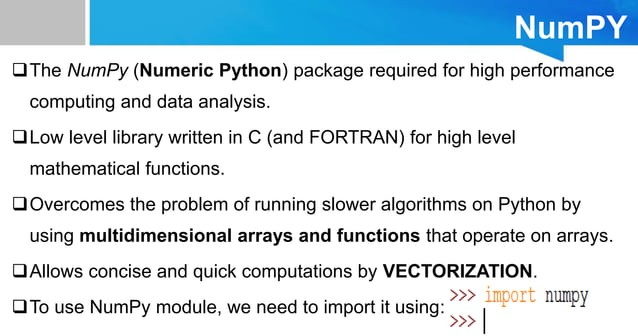 NumPY
❑The NumPy (Numeric Python) package required for high performance
computing and data analysis.
❑Low level library written in C (and FORTRAN) for high level
mathematical functions.
❑Overcomes the problem of running slower algorithms on Python by
using multidimensional arrays and functions that operate on arrays.
❑Allows concise and quick computations by VECTORIZATION.
❑To use NumPy module, we need to import it using:
>>> import numpy
>>>